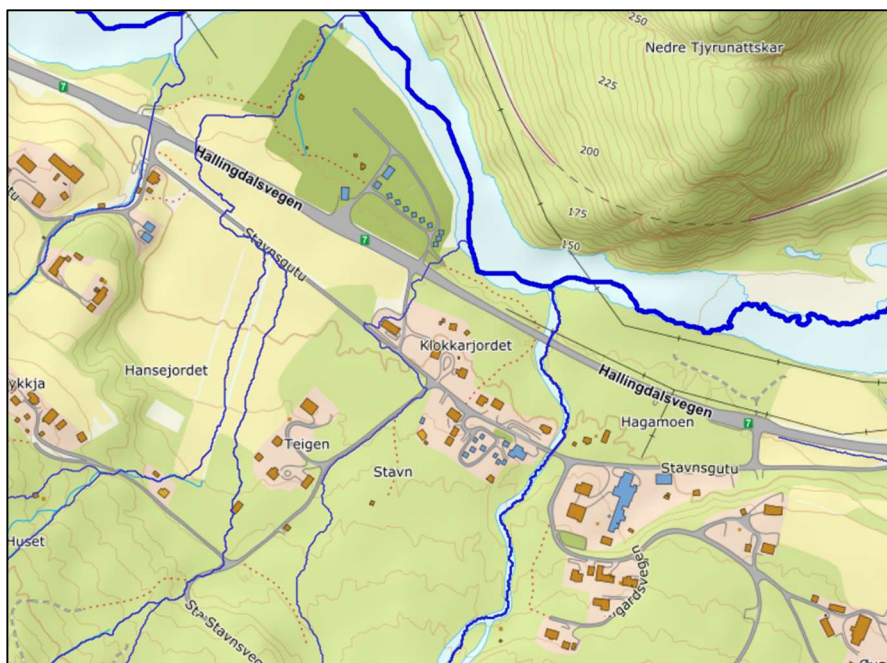 250
Nedre Tjyrunattskar
225
7
200
Hallingdalsvegen
175
7
150
Stavnsgutu
Klokkarjordet
Hansejordet
Hallingdalsvegen
Hagamoen
7
Teigen
Stavn
Stavnsgutu
Huset
Stavnsveg